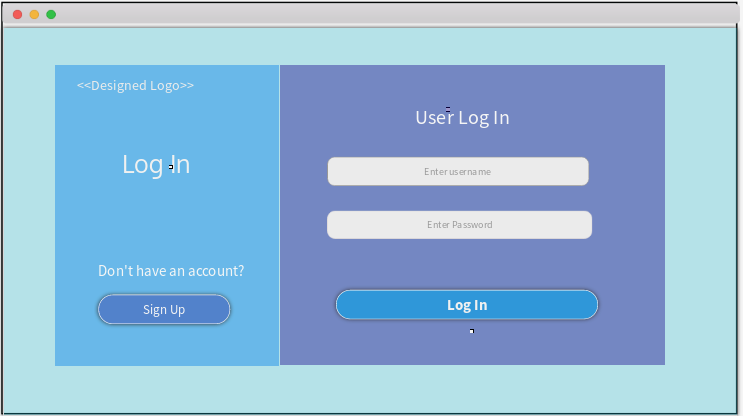 <<Designed Logo>>
Log In
Don't have an account?
Sign Up
User Log In
Enter username
Enter Password
Log In